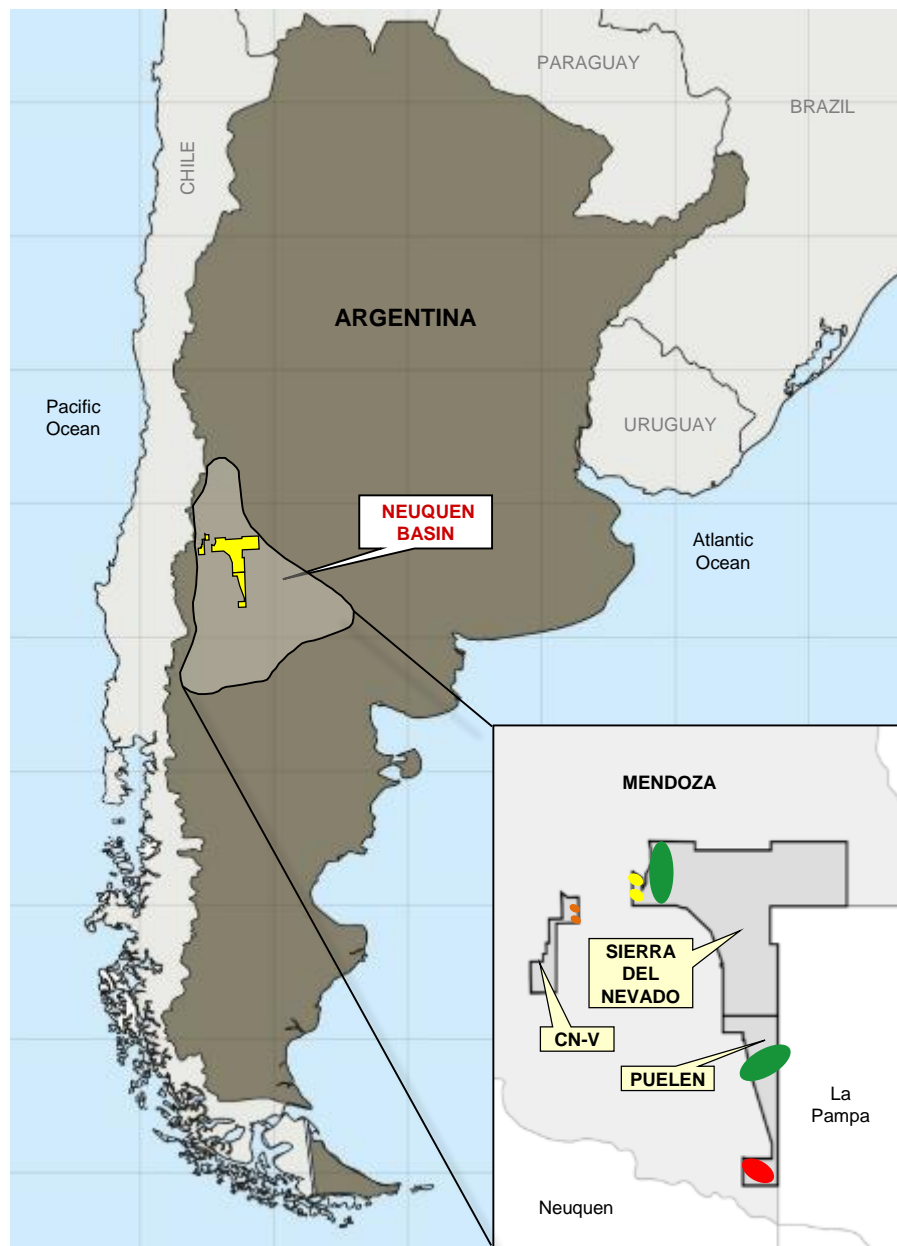 PARAGUAY
BRAZIL
CHILE
ARGENTINA
Pacific
Ocean
URUGUAY
NEUQUEN
BASIN
Atlantic
Ocean
MENDOZA
SIERRA
DEL
NEVADO
CN-V
PUELEN
La
Pampa
Neuquen